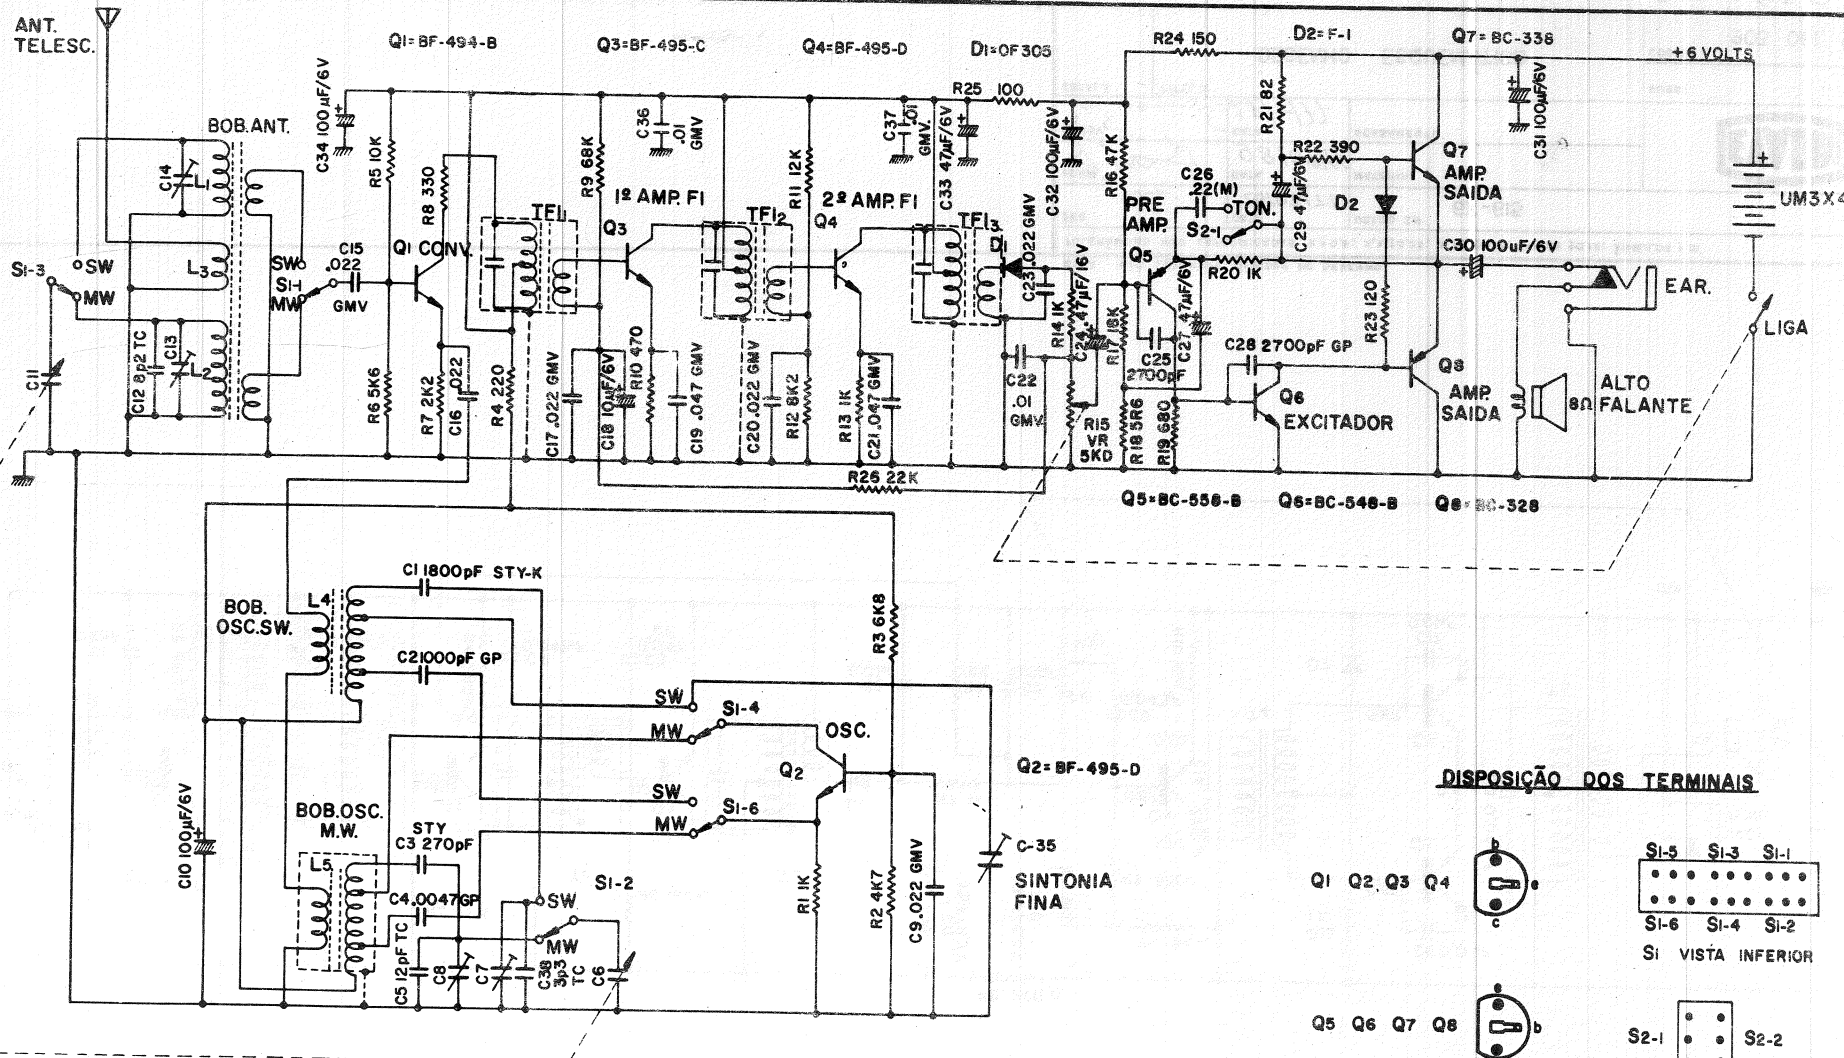 ANT.
TELESC.
Q1=BF-494-B
Q3=BF-495-C
Q4=BF-495-D
D1=OF305
R24 150
D2=F-1
Q7=BC-338
+6 VOLTS
BOB.ANT.
C34 100µF/6V
R5 10K
R8 330
R9 68K
C36
.01
GMV
R11 12K
C37
.01
GMV.
C33 47µF/6V
R25 100
C32 100µF/6V
R16 47K
R21 82
R22 390
C31 100µF/6V
Q7
AMP.
SAIDA
C14
L1
L3
1º AMP. FI
2º AMP. FI
TFI1
TFI2
TFI3
D1
Q1 CONV.
Q3
Q4
C23 .022 GMV
PRE
AMP.
C26
.22(M)
TON.
S2-1
C29 47µF/6V
D2
UM3X4
C30 100uF/6V
S1-3
SW
MW
SW
S1-1
MW
C15
.022
GMV
Q5
R20 1K
EAR.
LIGA
C11
C12 8p2 TC
C13
L2
R6 5K6
R7 2K2
C16 .022
R4 220
C17 .022 GMV
C18 10µF/6V
R10 470
C19 .047 GMV
C20 .022 GMV
R12 8K2
R13 1K
C21 .047 GMV
C22
.01
GMV
R14 1K
C24 .47µF/16V
R17 18K
C25
2700pF
C27 47µF/6V
C28 2700pF GP
R23 120
R15
VR
5KD
R18 5R6
R19 680
Q6
EXCITADOR
Q8
AMP.
SAIDA
8Ω
ALTO
FALANTE
R26 22K
Q5=BC-558-B
Q6=BC-548-B
Q8=BC-328
C1 1800pF STY-K
BOB.
OSC.SW.
L4
C2 1000pF GP
R3 6K8
SW
MW
S1-4
OSC.
Q2
Q2=BF-495-D
SW
MW
S1-6
C10 100µF/6V
BOB.OSC.
M.W.
L5
STY
C3 270pF
C4 .0047GP
C5 12pF TC
C8
C7
C38
3p3
TC
C6
SW
MW
S1-2
R1 1K
R2 4K7
C9 .022 GMV
C-35
SINTONIA
FINA
DISPOSIÇÃO DOS TERMINAIS
Q1 Q2 Q3 Q4
b
e
c
S1-5 S1-3 S1-1
S1-6 S1-4 S1-2
S1 VISTA INFERIOR
Q5 Q6 Q7 Q8
b
S2-1
S2-2